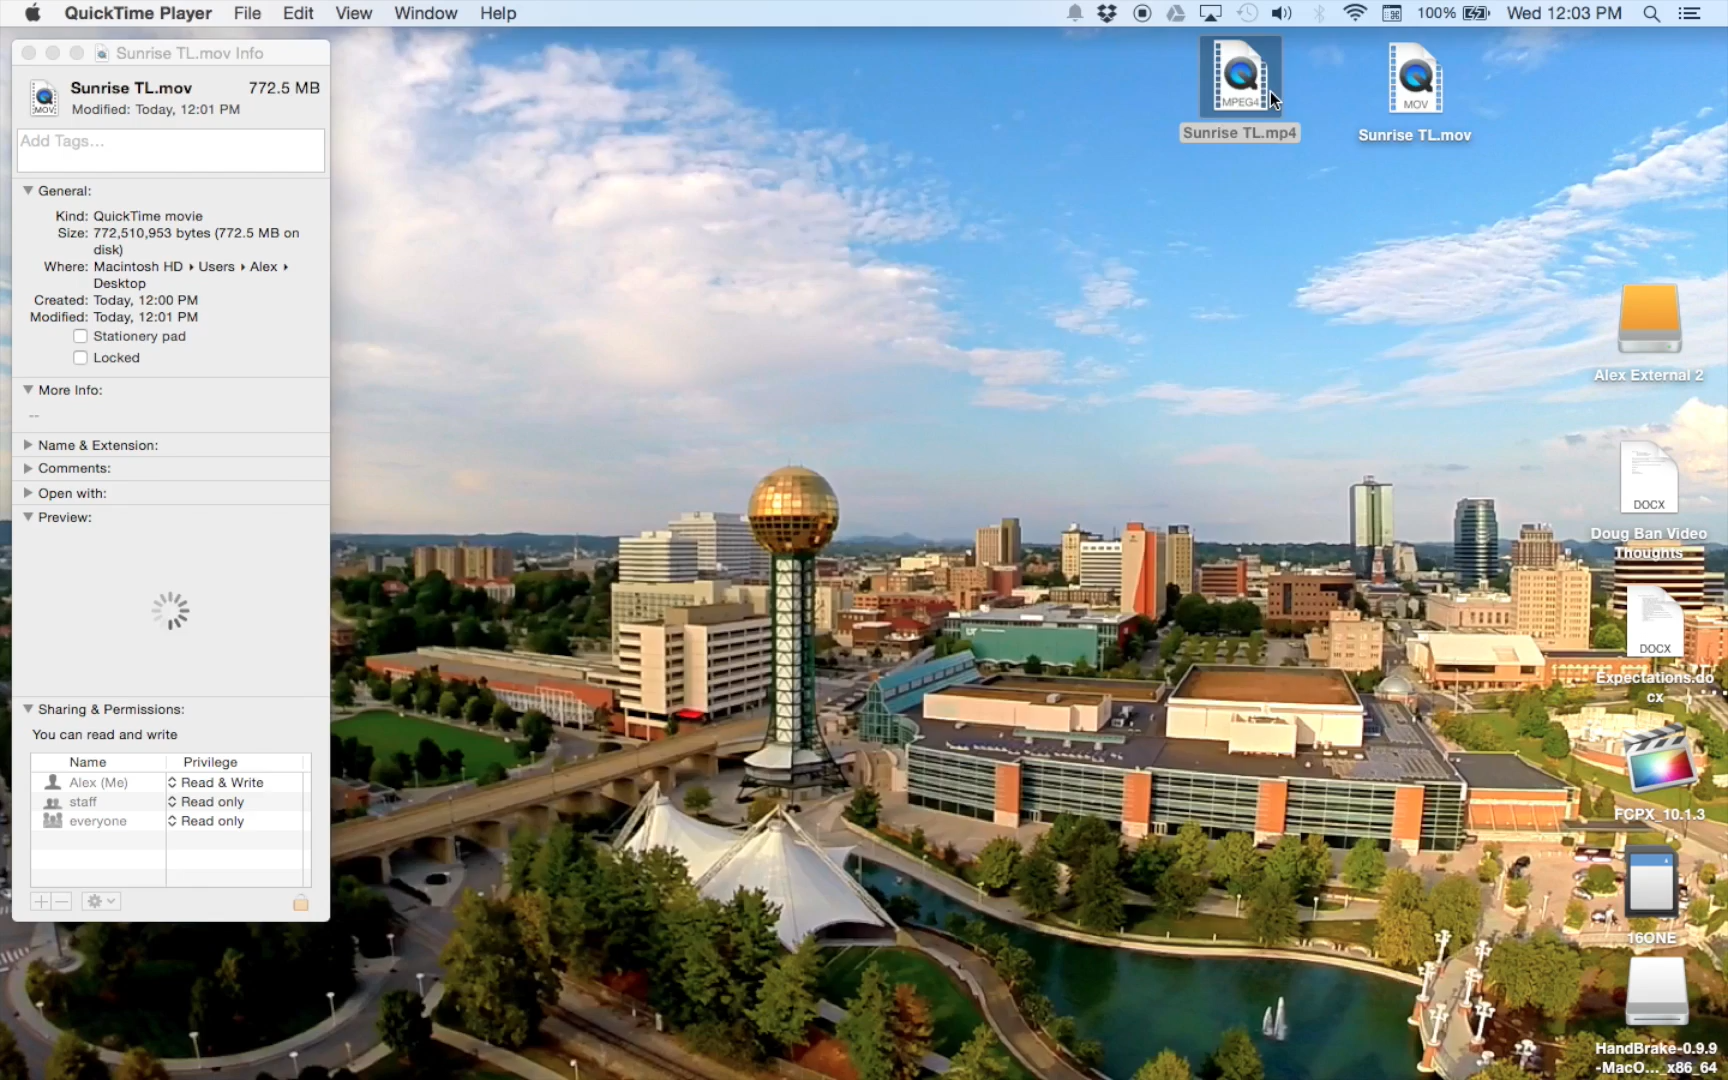 QuickTime Player File Edit View Window Help 100% Wed 12:03 PM
Sunrise TL.mov Info
MOV
Sunrise TL.mov 772.5 MB
Modified: Today, 12:01 PM
Add Tags...
General:
Kind: QuickTime movie
Size: 772,510,953 bytes (772.5 MB on
disk)
Where: Macintosh HD ‣ Users ‣ Alex ‣
Desktop
Created: Today, 12:00 PM
Modified: Today, 12:01 PM
Stationery pad
Locked
More Info:
--
Name & Extension:
Comments:
Open with:
Preview:
Sharing & Permissions:
You can read and write
Name Privilege
Alex (Me) Read & Write
staff Read only
everyone Read only
MPEG4
Sunrise TL.mp4
MOV
Sunrise TL.mov
Alex External 2
DOCX
Doug Ban Video
Thoughts
DOCX
Expectations.do
cx
FCPX_10.1.3
16ONE
HandBrake-0.9.9
-MacO..._x86_64